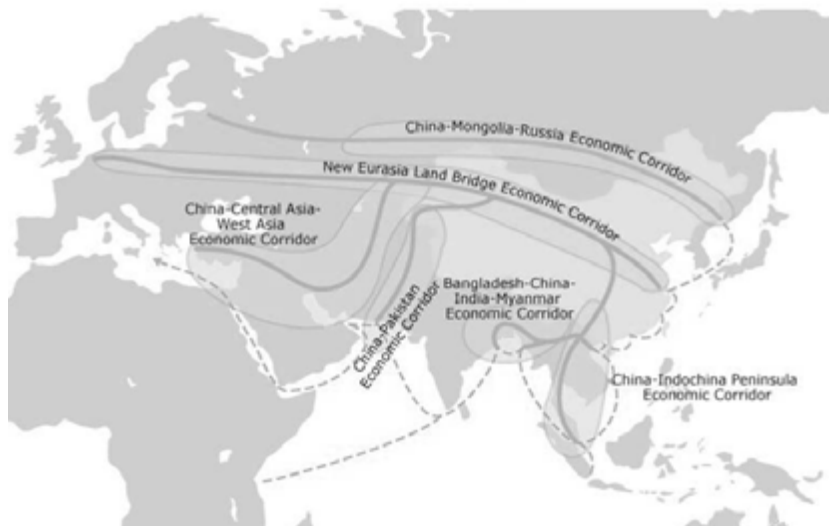 China-Mongolia-Russia Economic Corridor
New Eurasia Land Bridge Economic Corridor
China-Central Asia-
West Asia
Economic Corridor
China-Pakistan
Economic Corridor
Bangladesh-China-
India-Myanmar
Economic Corridor
China-Indochina Peninsula
Economic Corridor